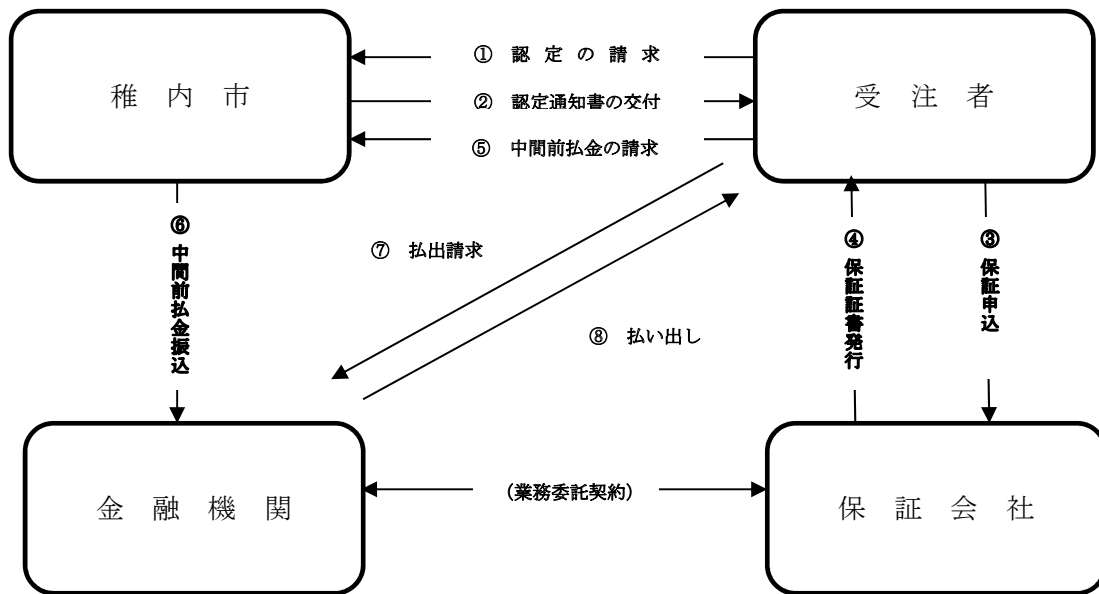 稚 内 市
① 認 定 の 請 求
② 認定通知書の交付
⑤ 中間前払金の請求
受 注 者
⑥ 中間前払金振込
⑦ 払出請求
⑧ 払い出し
④ 保証証書発行
③ 保証申込
金 融 機 関
(業務委託契約)
保 証 会 社